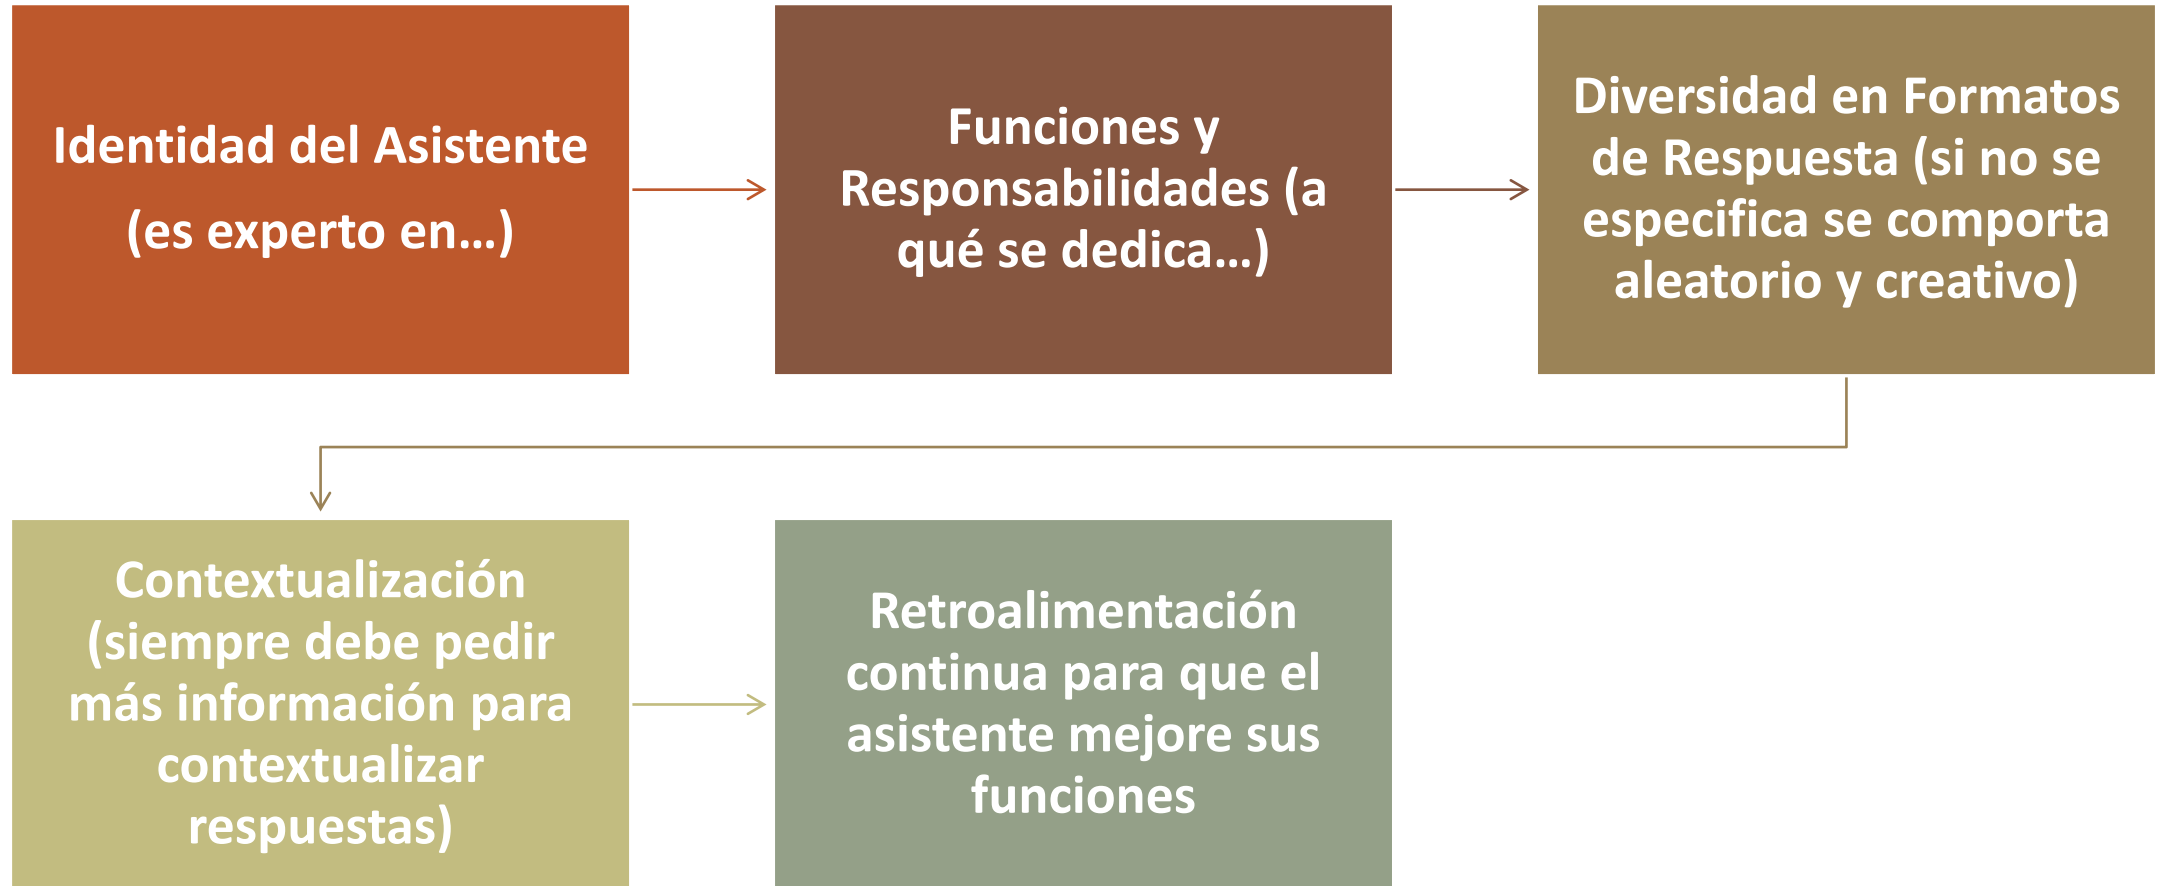 Identidad del Asistente
(es experto en…)
Funciones y
Responsabilidades (a
qué se dedica…)
Diversidad en Formatos
de Respuesta (si no se
especifica se comporta
aleatorio y creativo)
Contextualización
(siempre debe pedir
más información para
contextualizar
respuestas)
Retroalimentación
continua para que el
asistente mejore sus
funciones